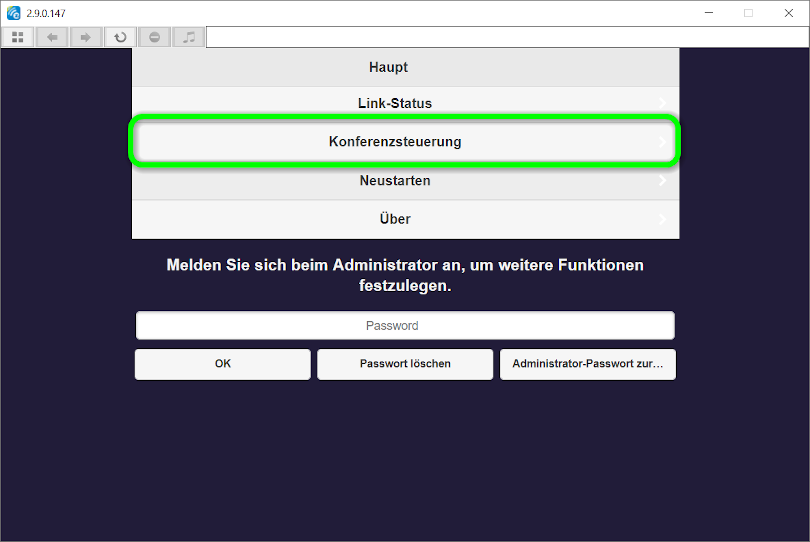 2.9.0.147
Haupt
Link-Status
Konferenzsteuerung
Neustarten
Über
Melden Sie sich beim Administrator an, um weitere Funktionen
festzulegen.
Password
OK
Passwort löschen
Administrator-Passwort zur...